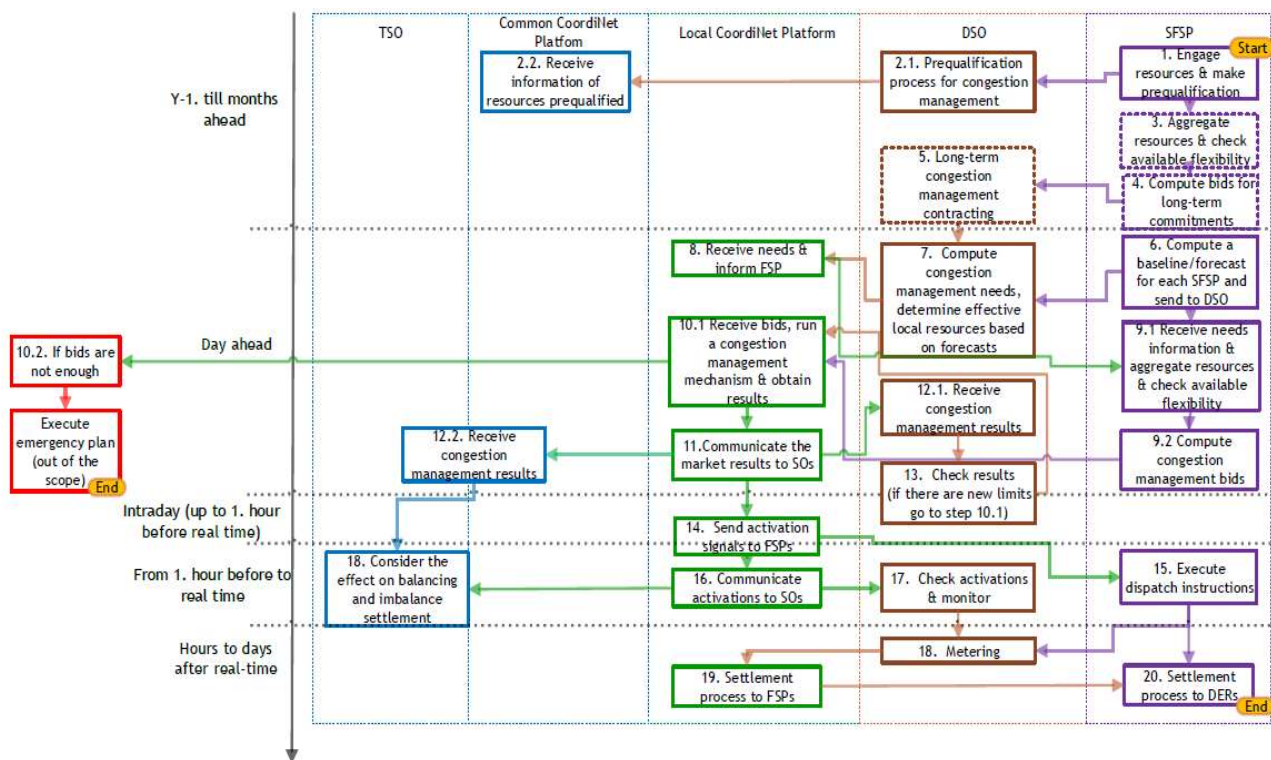 TSO
Common CoordiNet
Platfom
Local CoordiNet Platform
DSO
SFSP
Start
Y-1. till months
ahead
2.2. Receive
information of
resources prequalified
2.1. Prequalification
process for congestion
management
1. Engage
resources & make
prequalification
3. Aggregate
resources & check
available flexibility
5. Long-term
congestion
management
contracting
4. Compute bids for
long-term
commitments
Day ahead
8. Receive needs &
inform FSP
7. Compute
congestion
management needs,
determine effective
local resources based
on forecasts
6. Compute a
baseline/forecast
for each SFSP and
send to DSO
10.2. If bids are
not enough
10.1 Receive bids, run
a congestion
management
mechanism & obtain
results
9.1 Receive needs
information &
aggregate resources
& check available
flexibility
Execute
emergency plan
(out of the
scope)
End
12.1. Receive
congestion
management results
12.2. Receive
congestion
management results
11.Communicate the
market results to SOs
9.2 Compute
congestion
management bids
13. Check results
(if there are new limits
go to step 10.1)
Intraday (up to 1. hour
before real time)
14. Send activation
signals to FSPs
From 1. hour before to
real time
18. Consider the
effect on balancing
and imbalance
settlement
16. Communicate
activations to SOs
17. Check activations
& monitor
15. Execute
dispatch instructions
Hours to days
after real-time
18. Metering
19. Settlement
process to FSPs
20. Settlement
process to DERs
End